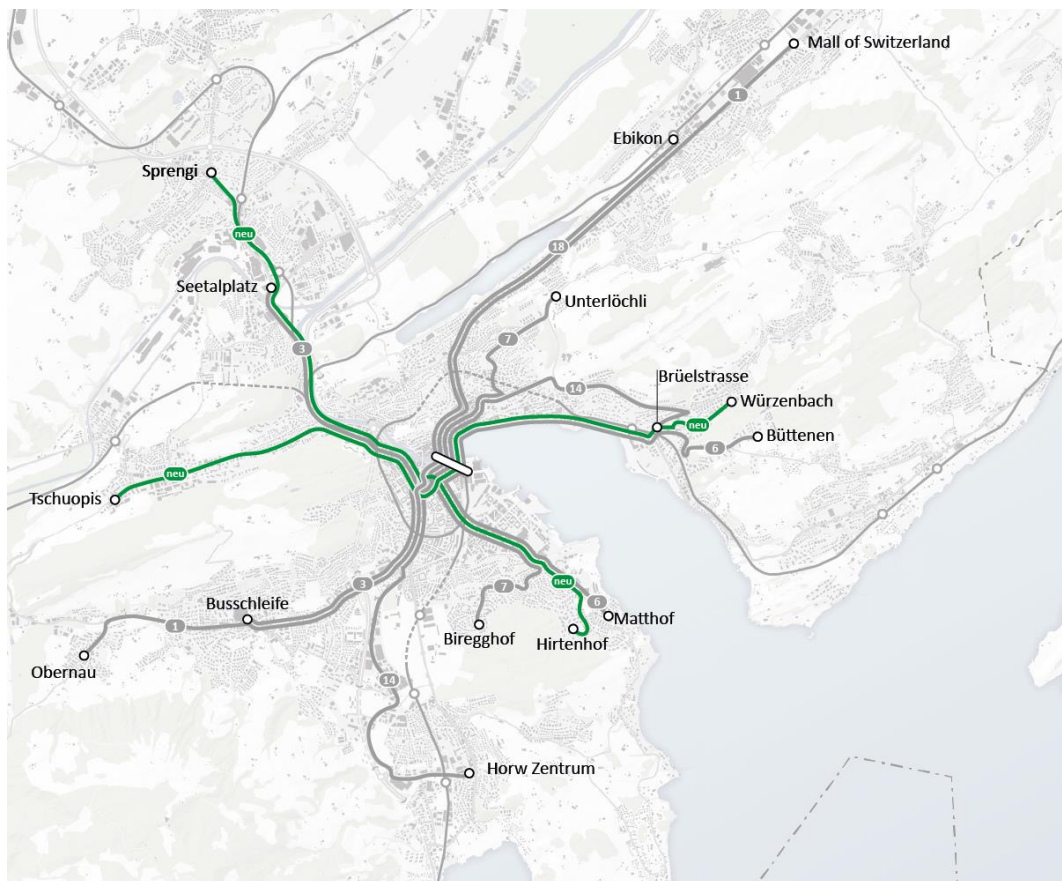 Mall of Switzerland
1
Ebikon
Sprengi
neu
18
Seetalplatz
Unterlöchli
7
3
Brüelstrasse
14
Würzenbach
neu
Büttenen
6
neu
Tschuopis
3
neu
7
6
Busschleife
1
Matthof
Biregghof
Hirtenhof
Obernau
14
Horw Zentrum